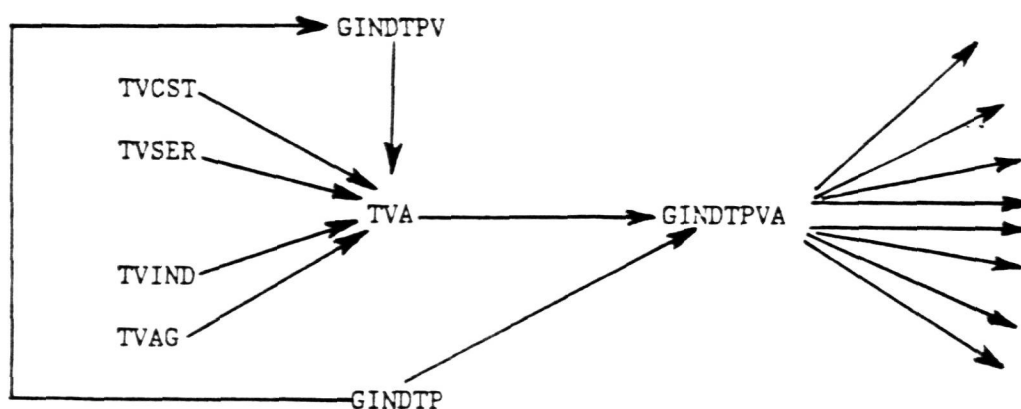 GINDTPV
TVCST
TVSER
TVA
GINDTPVA
TVIND
TVAG
GINDTP